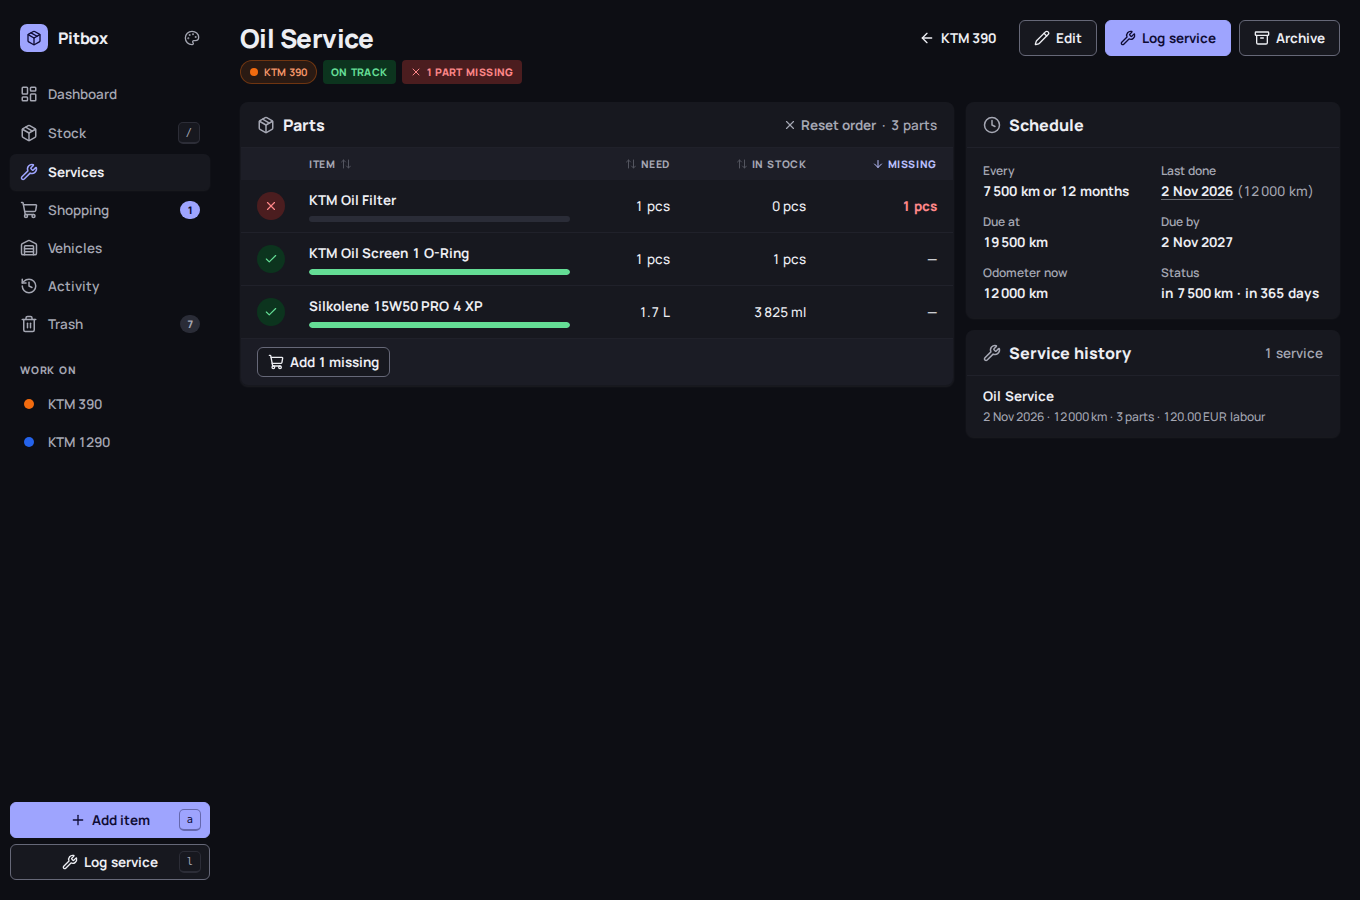 Pitbox
Dashboard
Stock /
Services
Shopping 1
Vehicles
Activity
Trash 7
WORK ON
KTM 390
KTM 1290
Add item a
Log service l
Oil Service
KTM 390 Edit Log service Archive
KTM 390 ON TRACK 1 PART MISSING
Parts Reset order · 3 parts
ITEM NEED IN STOCK MISSING
KTM Oil Filter 1 pcs 0 pcs 1 pcs
KTM Oil Screen 1 O-Ring 1 pcs 1 pcs –
Silkolene 15W50 PRO 4 XP 1.7 L 3 825 ml –
Add 1 missing
Schedule
Every Last done
7 500 km or 12 months 2 Nov 2026 (12 000 km)
Due at Due by
19 500 km 2 Nov 2027
Odometer now Status
12 000 km in 7 500 km · in 365 days
Service history 1 service
Oil Service
2 Nov 2026 · 12 000 km · 3 parts · 120.00 EUR labour